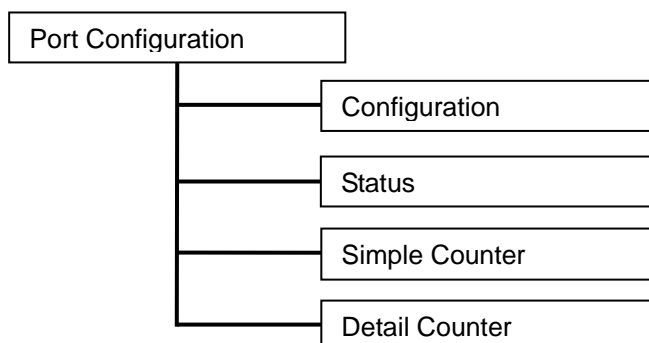 Port Configuration
Configuration
Status
Simple Counter
Detail Counter